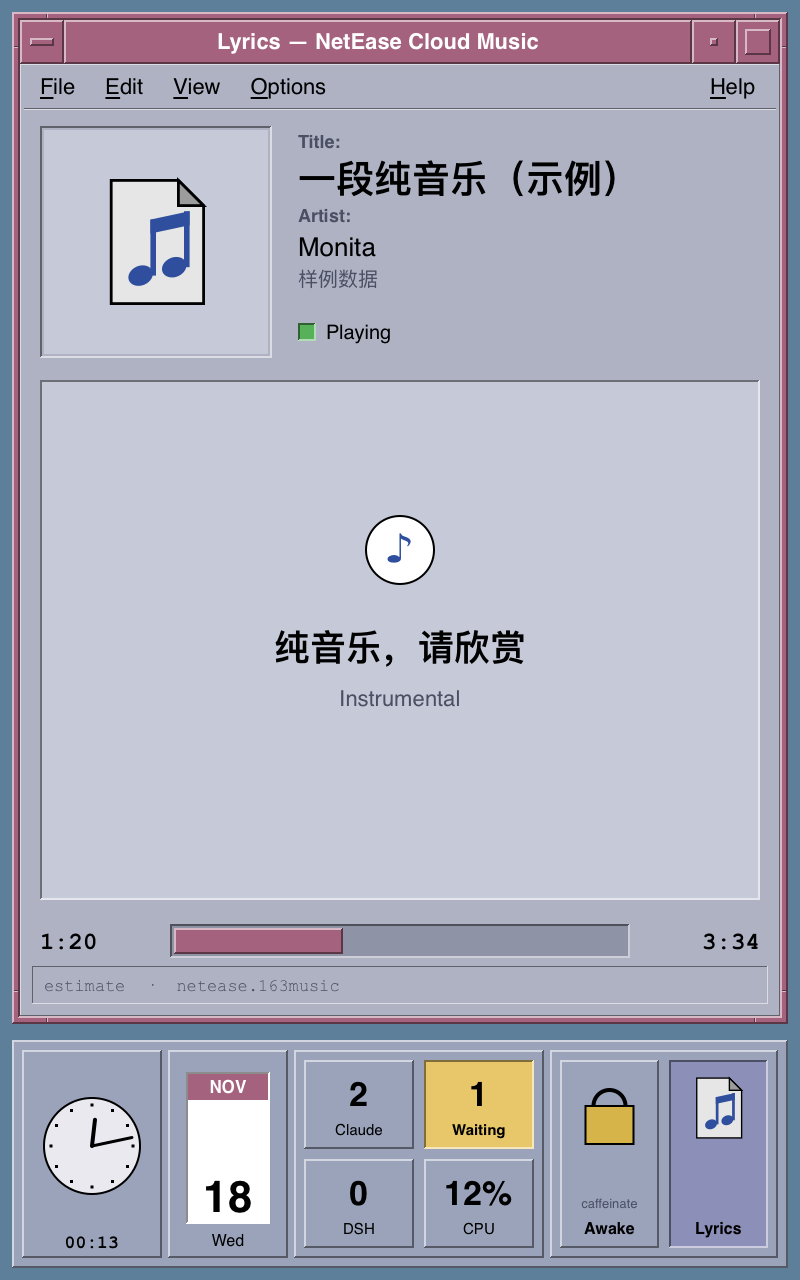 Lyrics — NetEase Cloud Music
File Edit View Options Help
Title:
一段纯音乐（示例）
Artist:
Monita
样例数据
Playing
纯音乐，请欣赏
Instrumental
1:20 3:34
estimate · netease.163music
00:13
NOV
18
Wed
2
Claude
1
Waiting
0
DSH
12%
CPU
caffeinate
Awake
Lyrics